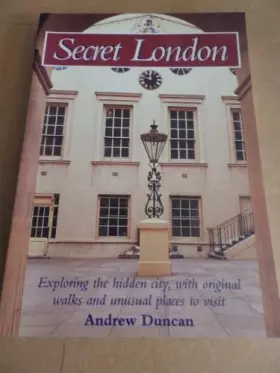 Secret London
Exploring the hidden city, with original
walks and unusual places to visit
Andrew Duncan